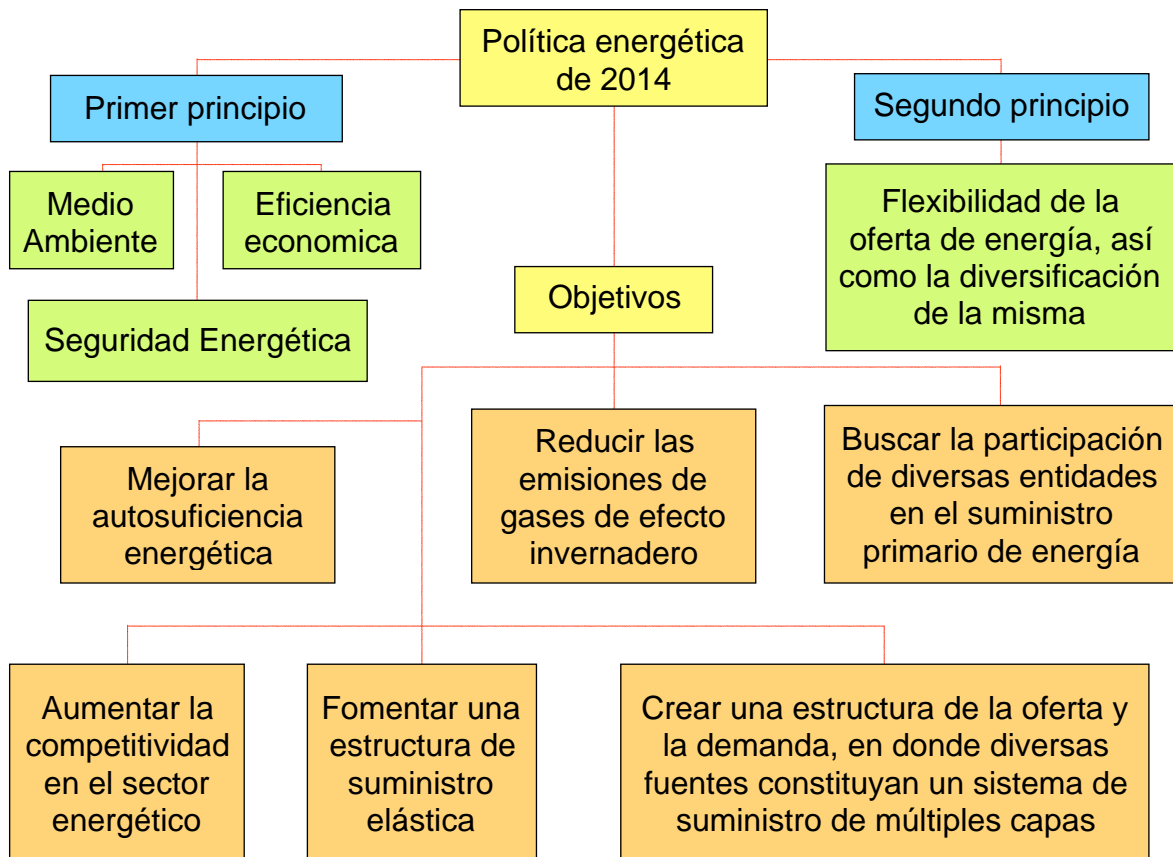 Política energética
de 2014
Primer principio
Segundo principio
Medio
Ambiente
Eficiencia
economica
Seguridad Energética
Flexibilidad de la
oferta de energía, así
como la diversificación
de la misma
Objetivos
Mejorar la
autosuficiencia
energética
Reducir las
emisiones de
gases de efecto
invernadero
Buscar la participación
de diversas entidades
en el suministro
primario de energía
Aumentar la
competitividad
en el sector
energético
Fomentar una
estructura de
suministro
elástica
Crear una estructura de la oferta y
la demanda, en donde diversas
fuentes constituyan un sistema de
suministro de múltiples capas